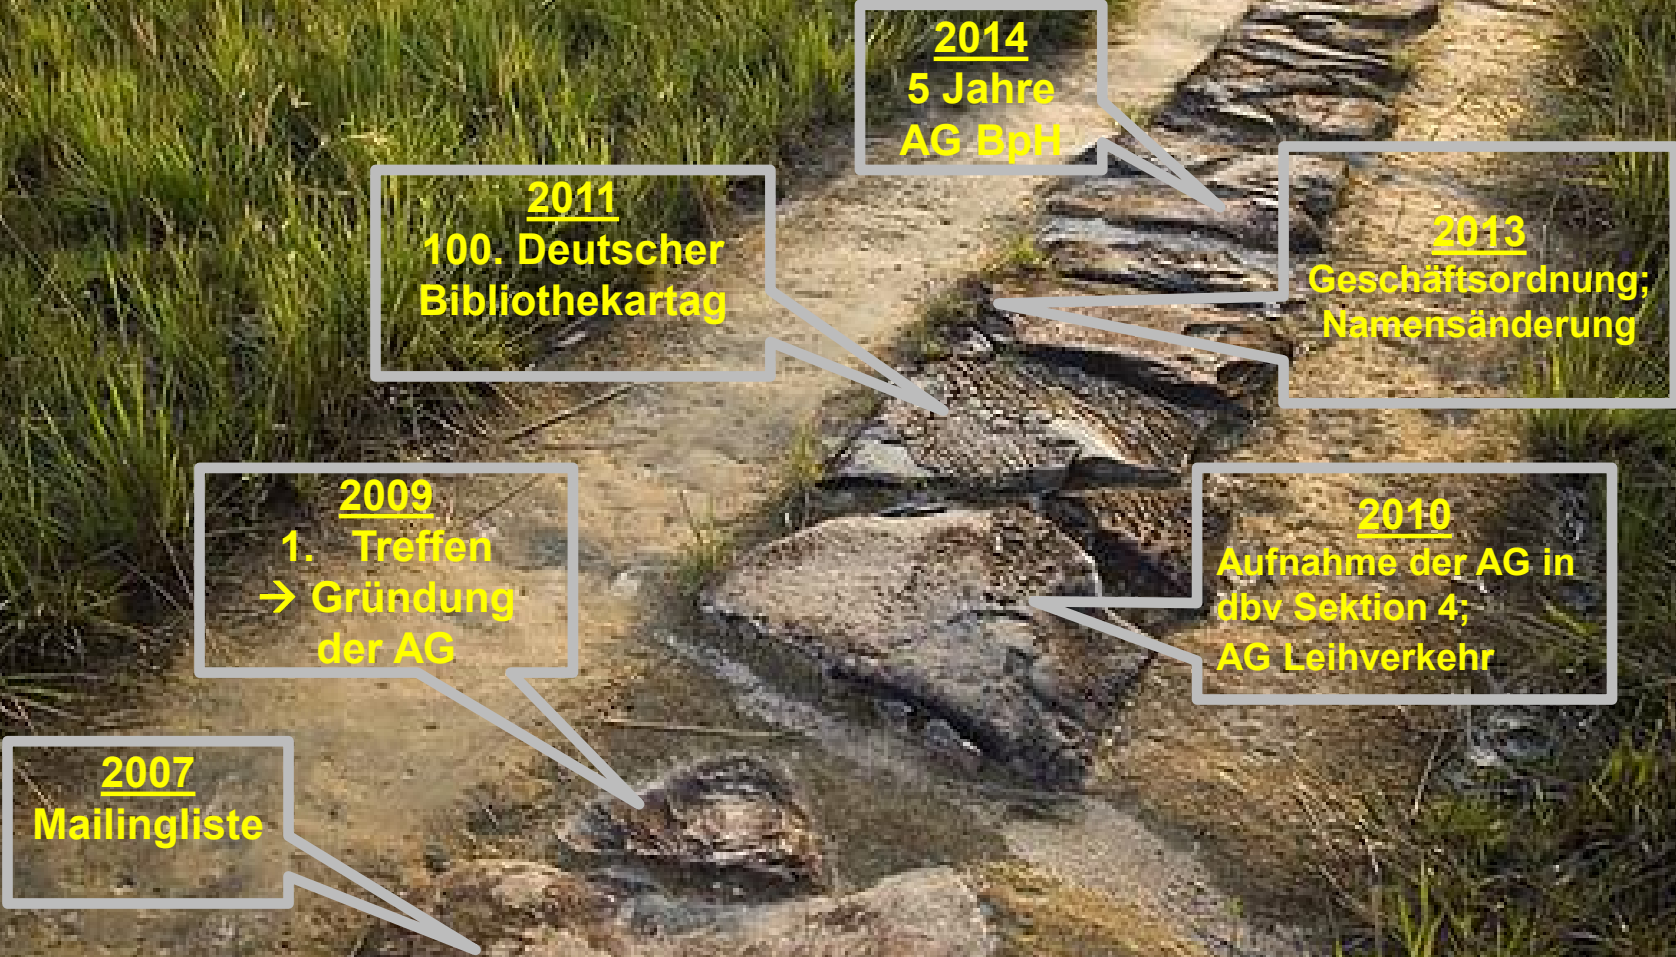 2014
5 Jahre
AG BpH
2011
100. Deutscher
Bibliothekartag
2013
Geschäftsordnung;
Namensänderung
2009
1. Treffen
→ Gründung
der AG
2010
Aufnahme der AG in
dbv Sektion 4;
AG Leihverkehr
2007
Mailingliste